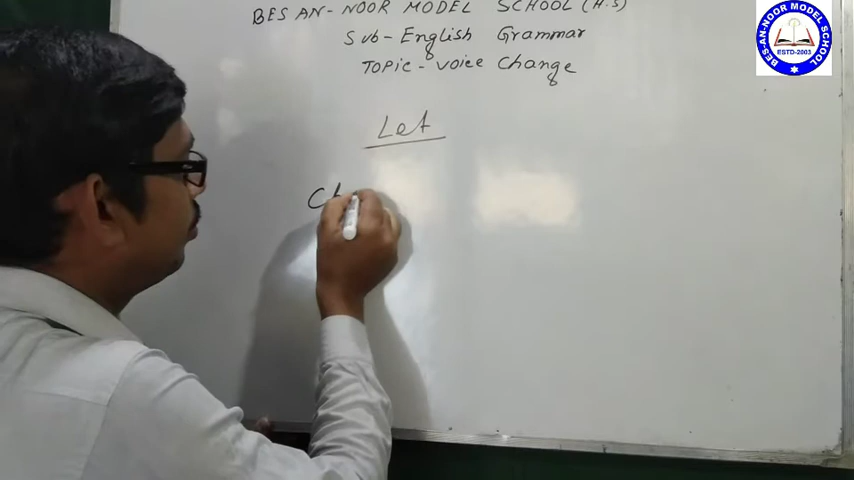 BES AN-NOOR MODEL SCHOOL (H.S)
Sub-English Grammar
Topic-Voice Change
Let
Ch
BES-AN-NOOR MODEL SCHOOL
ESTD-2003